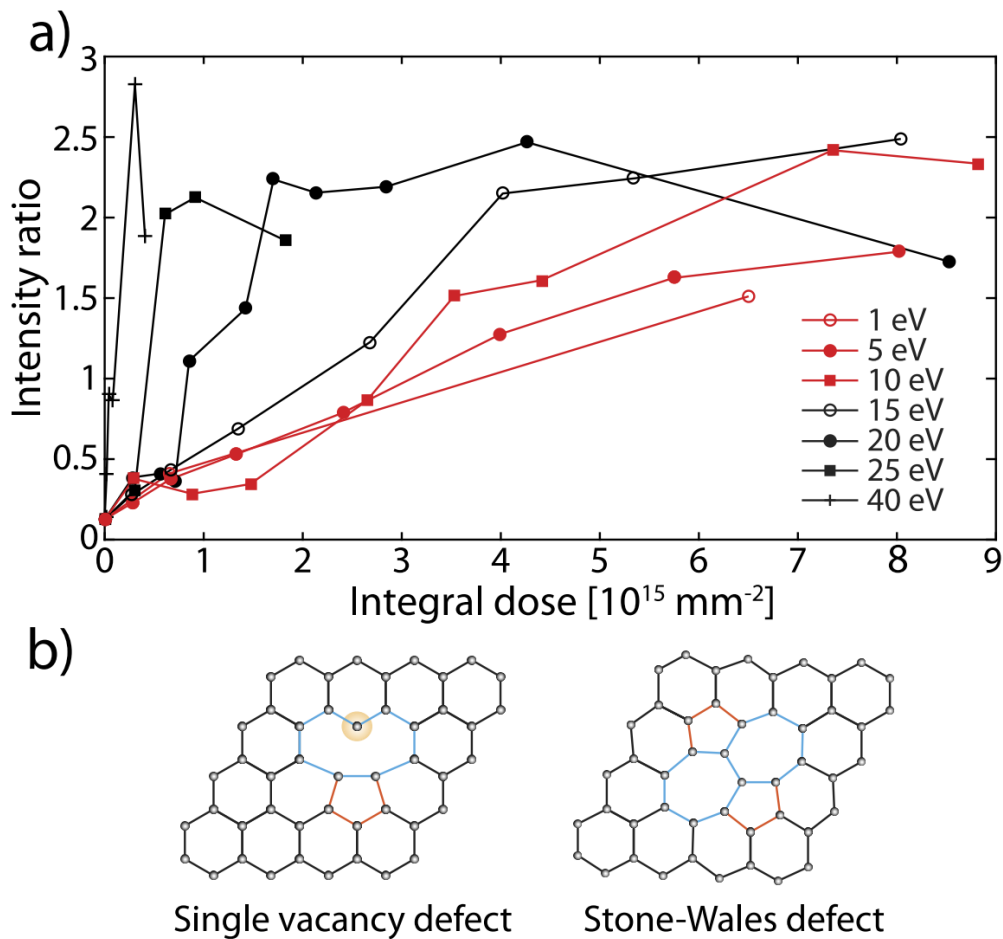 a)
3
2.5
2
1.5
1
0.5
0
Intensity ratio
0 1 2 3 4 5 6 7 8 9
Integral dose [10¹⁵ mm⁻²]
1 eV
5 eV
10 eV
15 eV
20 eV
25 eV
40 eV
b)
Single vacancy defect
Stone-Wales defect